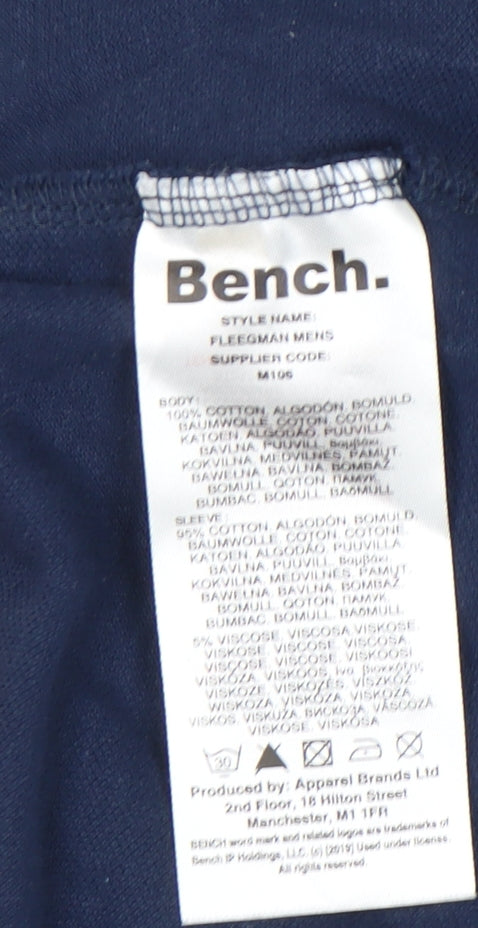 Bench.
STYLE NAME:
FLEEGMAN MENS
SUPPLIER CODE:
M106
BODY:
100% COTTON, ALGODÓN, BOMULD,
BAUMWOLLE, COTON, COTONE,
KATOEN, ALGODÃO, PUUVILLA,
BAVLNA, PUUVILL, Βαμβάκι,
KOKVILNA, MEDVILNĖS, PAMUT,
BAWEŁNA, BAVLNA, BOMBAŽ,
BOMULL, QOTON, ПАМУК,
BUMBAC, BOMULL, BAÐMULL
SLEEVE:
95% COTTON, ALGODÓN, BOMULD,
BAUMWOLLE, COTON, COTONE,
KATOEN, ALGODÃO, PUUVILLA,
BAVLNA, PUUVILL, Βαμβάκι,
KOKVILNA, MEDVILNĖS, PAMUT,
BAWEŁNA, BAVLNA, BOMBAŽ,
BOMULL, QOTON, ПАМУК,
BUMBAC, BOMULL, BAÐMULL
5% VISCOSE, VISCOSA, VISKOSE,
VISKOSE, VISCOSE, VISCOSA,
VISCOSE, VISCOSE, VISKOOSI,
VISKÓZA, VISKOOS, ίνα βισκόζης,
VISKOZE, VISKOZĖS, VISZKÓZ,
WISKOZA, VISKÓZA, VISKOZA,
VISKOS, VISKUŻA, ВИСКОЗА, VÂSCOZĂ,
VISKOSE, VISKÓSA
30
Produced by: Apparel Brands Ltd
2nd Floor, 18 Hilton Street
Manchester, M1 1FR
BENCH word mark and related logos are trademarks of
Bench IP Holdings, LLC. (c) [2019] Used under license.
All rights reserved.